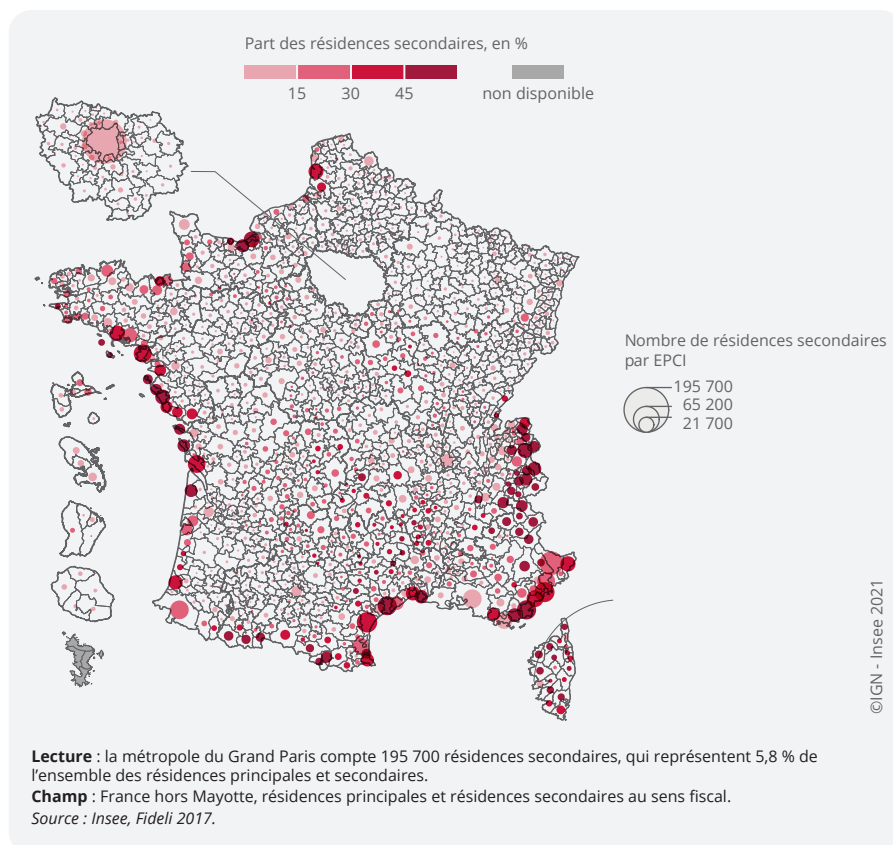 Part des résidences secondaires, en %
15 30 45 non disponible
Nombre de résidences secondaires
par EPCI
195 700
65 200
21 700
©IGN - Insee 2021
Lecture : la métropole du Grand Paris compte 195 700 résidences secondaires, qui représentent 5,8 % de
l’ensemble des résidences principales et secondaires.
Champ : France hors Mayotte, résidences principales et résidences secondaires au sens fiscal.
Source : Insee, Fideli 2017.